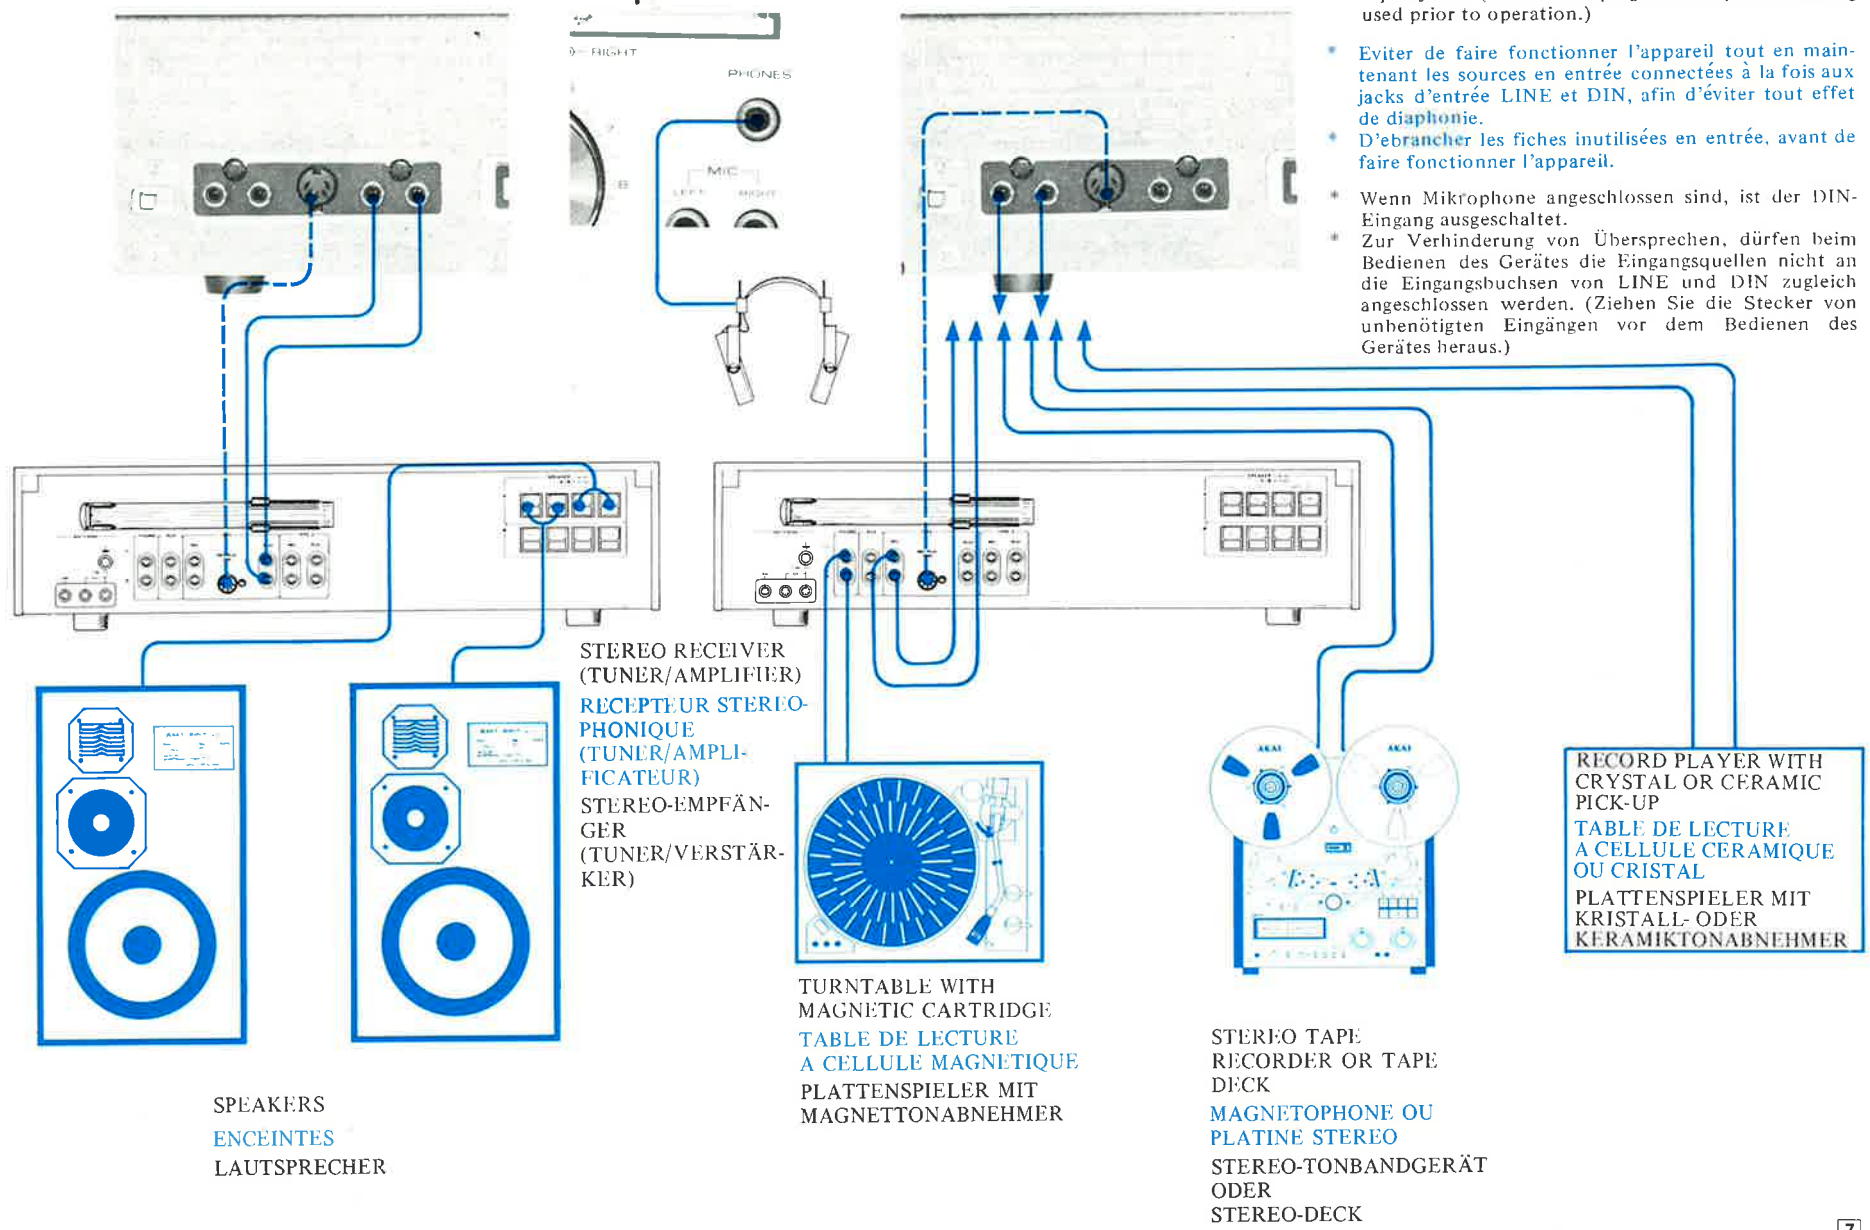 used prior to operation.)
* Eviter de faire fonctionner l'appareil tout en main-
tenant les sources en entrée connectées à la fois aux
jacks d'entrée LINE et DIN, afin d'éviter tout effet
de diaphonie.
* D'ebrancher les fiches inutilisées en entrée, avant de
faire fonctionner l'appareil.
* Wenn Mikrophone angeschlossen sind, ist der DIN-
Eingang ausgeschaltet.
* Zur Verhinderung von Übersprechen, dürfen beim
Bedienen des Gerätes die Eingangsquellen nicht an
die Eingangsbuchsen von LINE und DIN zugleich
angeschlossen werden. (Ziehen Sie die Stecker von
unbenötigten Eingängen vor dem Bedienen des
Gerätes heraus.)
RIGHT
PHONES
MIC
LEFT RIGHT
8
STEREO RECEIVER
(TUNER/AMPLIFIER)
RECEPTEUR STEREO-
PHONIQUE
(TUNER/AMPLI-
FICATEUR)
STEREO-EMPFÄN-
GER
(TUNER/VERSTÄR-
KER)
SPEAKERS
ENCEINTES
LAUTSPRECHER
TURNTABLE WITH
MAGNETIC CARTRIDGE
TABLE DE LECTURE
A CELLULE MAGNETIQUE
PLATTENSPIELER MIT
MAGNETTONABNEHMER
AKAI AKAI
STEREO TAPE
RECORDER OR TAPE
DECK
MAGNETOPHONE OU
PLATINE STEREO
STEREO-TONBANDGERÄT
ODER
STEREO-DECK
RECORD PLAYER WITH
CRYSTAL OR CERAMIC
PICK-UP
TABLE DE LECTURE
A CELLULE CERAMIQUE
OU CRISTAL
PLATTENSPIELER MIT
KRISTALL- ODER
KERAMIKTONABNEHMER
7